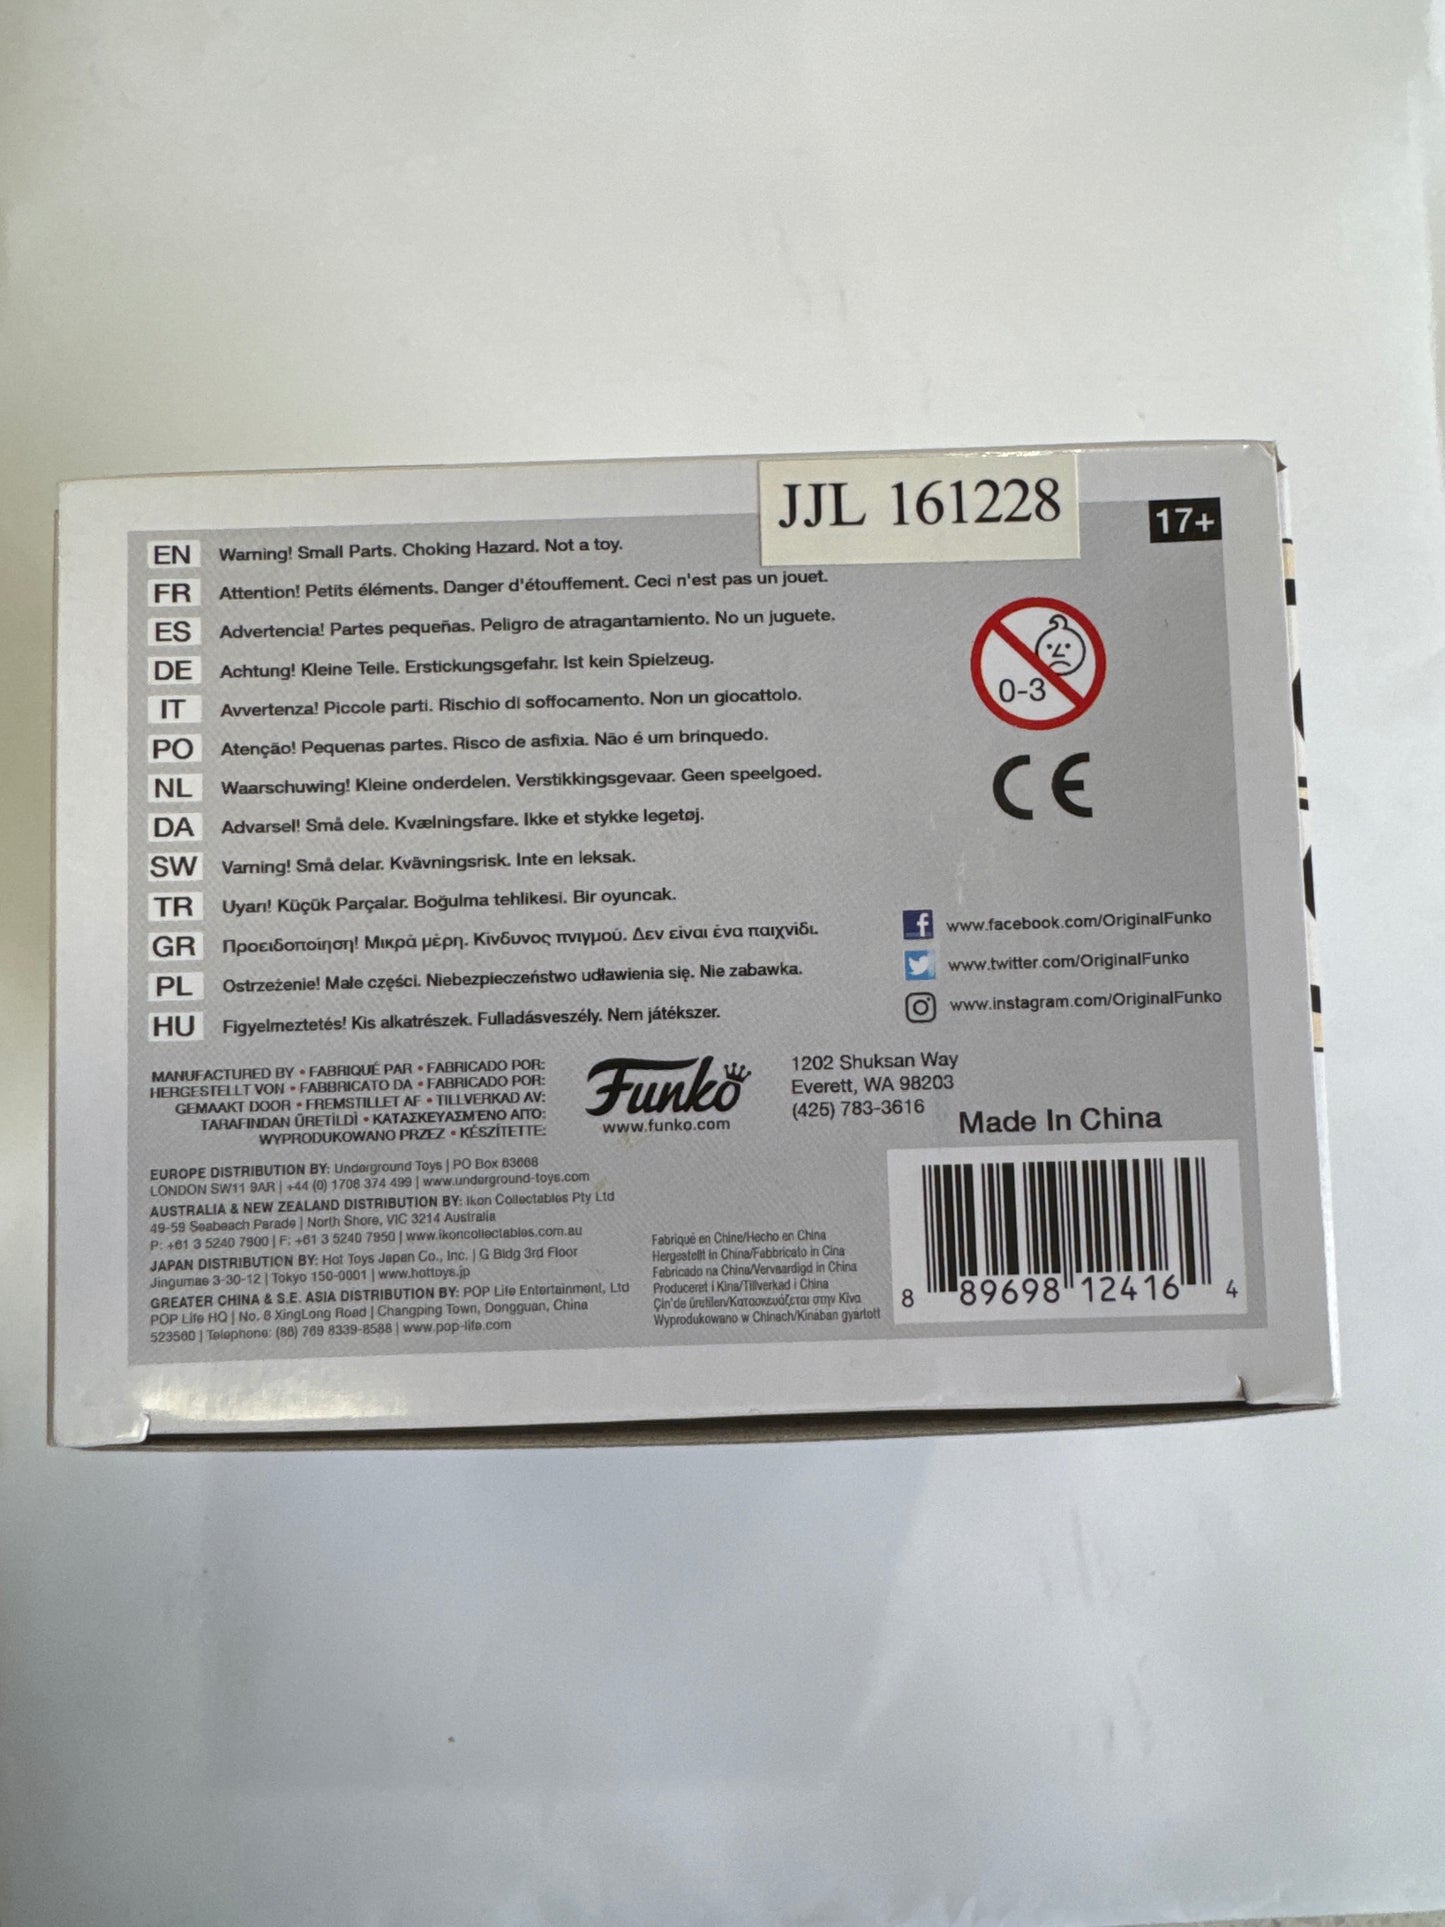 JJL 161228
17+
EN Warning! Small Parts. Choking Hazard. Not a toy.
FR Attention! Petits éléments. Danger d'étouffement. Ceci n'est pas un jouet.
ES Advertencia! Partes pequeñas. Peligro de atragantamiento. No un juguete.
DE Achtung! Kleine Teile. Erstickungsgefahr. Ist kein Spielzeug.
IT Avvertenza! Piccole parti. Rischio di soffocamento. Non un giocattolo.
PO Atenção! Pequenas partes. Risco de asfixia. Não é um brinquedo.
NL Waarschuwing! Kleine onderdelen. Verstikkingsgevaar. Geen speelgoed.
DA Advarsel! Små dele. Kvælningsfare. Ikke et stykke legetøj.
SW Varning! Små delar. Kvävningsrisk. Inte en leksak.
TR Uyarı! Küçük Parçalar. Boğulma tehlikesi. Bir oyuncak.
GR Προειδοποίηση! Μικρά μέρη. Κίνδυνος πνιγμού. Δεν είναι ένα παιχνίδι.
PL Ostrzeżenie! Małe części. Niebezpieczeństwo udławienia się. Nie zabawka.
HU Figyelmeztetés! Kis alkatrészek. Fulladásveszély. Nem játékszer.
0-3
CE
www.facebook.com/OriginalFunko
www.twitter.com/OriginalFunko
www.instagram.com/OriginalFunko
MANUFACTURED BY • FABRIQUÉ PAR • FABRICADO POR:
HERGESTELLT VON • FABBRICATO DA • FABRICADO POR:
GEMAAKT DOOR • FREMSTILLET AF • TILLVERKAD AV:
TARAFINDAN ÜRETİLDİ • ΚΑΤΑΣΚΕΥΑΣΜΈΝΟ ΑΠΌ:
WYPRODUKOWANO PRZEZ • KÉSZÍTETTE:
Funko
www.funko.com
1202 Shuksan Way
Everett, WA 98203
(425) 783-3616
Made In China
EUROPE DISTRIBUTION BY: Underground Toys | PO Box 63668
LONDON SW11 9AR | +44 (0) 1708 374 499 | www.underground-toys.com
AUSTRALIA & NEW ZEALAND DISTRIBUTION BY: Ikon Collectables Pty Ltd
49-59 Seabeach Parade | North Shore, VIC 3214 Australia
P: +61 3 5240 7900 | F: +61 3 5240 7950 | www.ikoncollectables.com.au
JAPAN DISTRIBUTION BY: Hot Toys Japan Co., Inc. | G Bldg 3rd Floor
Jingumae 3-30-12 | Tokyo 150-0001 | www.hottoys.jp
GREATER CHINA & S.E. ASIA DISTRIBUTION BY: POP Life Entertainment, Ltd
POP Life HQ | No. 6 XingLong Road | Changping Town, Dongguan, China
523560 | Telephone: (86) 769 8339-8588 | www.pop-life.com
Fabriqué en Chine/Hecho en China
Hergestellt in China/Fabbricato in Cina
Fabricado na China/Vervaardigd in China
Produceret i Kina/Tillverkad i China
Çin'de üretilen/Κατασκευάζεται στην Κίνα
Wyprodukowano w Chinach/Kínában gyártott
8 89698 12416 4